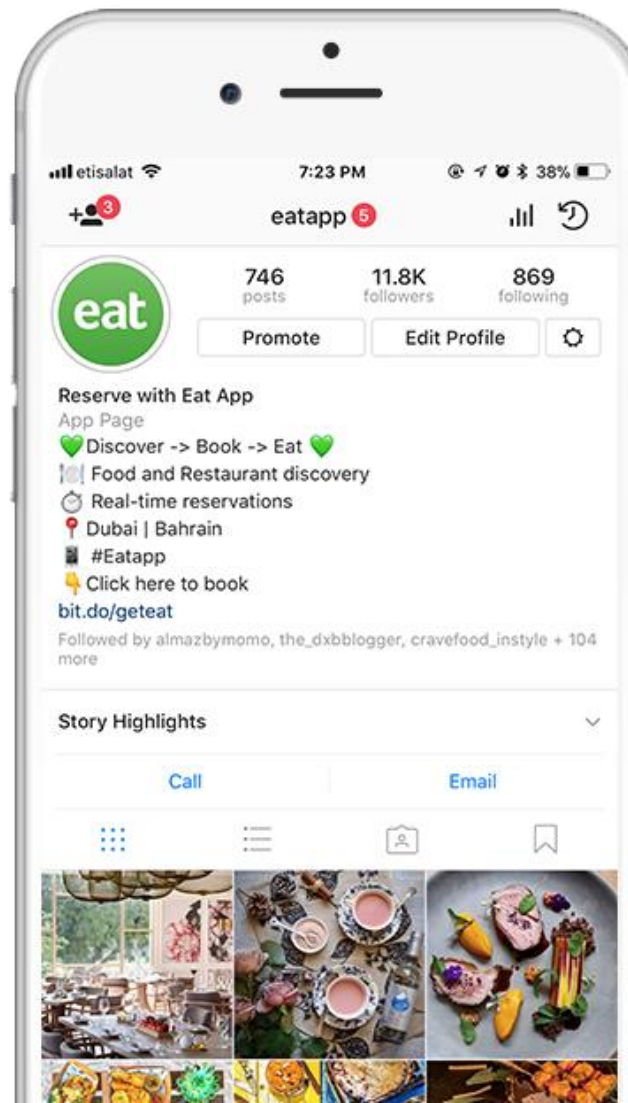 etisalat 7:23 PM 38%
3 eatapp 5
eat
746 11.8K 869
posts followers following
Promote Edit Profile
Reserve with Eat App
App Page
💚Discover -> Book -> Eat 💚
🍽 Food and Restaurant discovery
⏱ Real-time reservations
📍 Dubai | Bahrain
📱 #Eatapp
👇Click here to book
bit.do/geteat
Followed by almazbymomo, the_dxbblogger, cravefood_instyle + 104
more
Story Highlights
Call Email